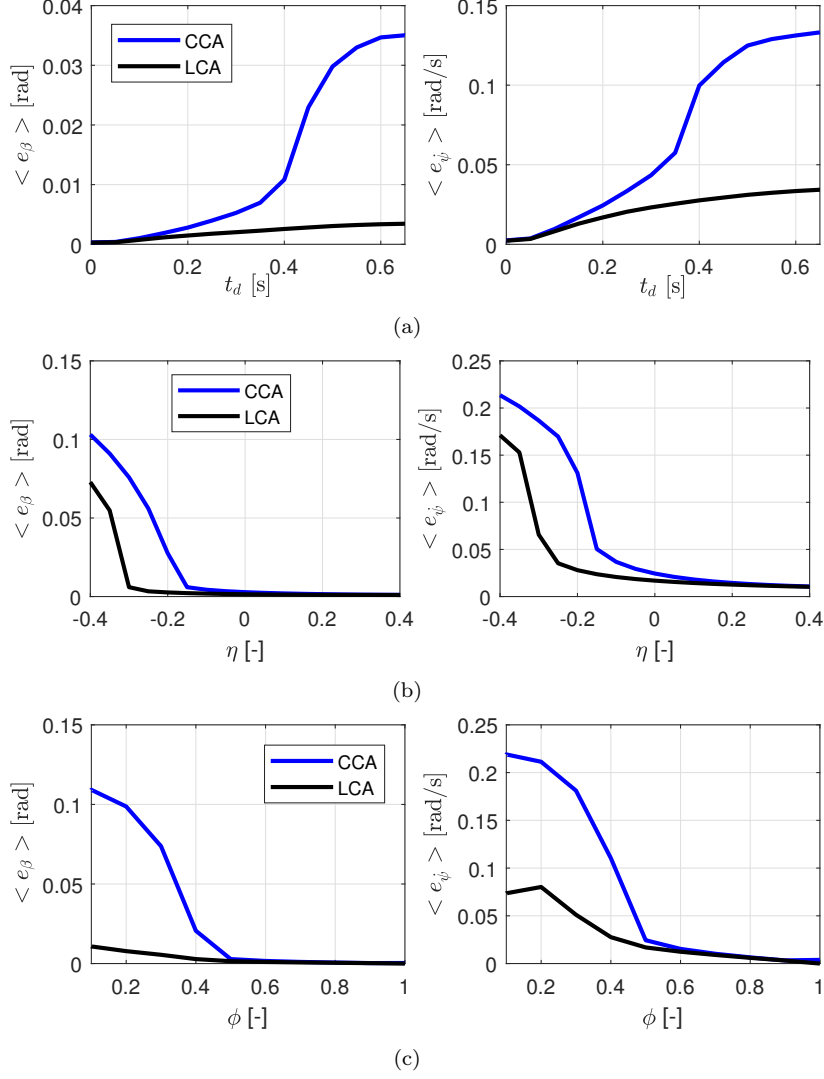 < e_β > [rad]
0.04
0.03
0.02
0.01
0
CCA
LCA
0 0.2 0.4 0.6
t_d [s]
< e_ψ̇ > [rad/s]
0.15
0.1
0.05
0
0 0.2 0.4 0.6
t_d [s]
(a)
< e_β > [rad]
0.15
0.1
0.05
0
CCA
LCA
-0.4 -0.2 0 0.2 0.4
η [-]
< e_ψ̇ > [rad/s]
0.25
0.2
0.15
0.1
0.05
0
-0.4 -0.2 0 0.2 0.4
η [-]
(b)
< e_β > [rad]
0.15
0.1
0.05
0
CCA
LCA
0.2 0.4 0.6 0.8 1
ϕ [-]
< e_ψ̇ > [rad/s]
0.25
0.2
0.15
0.1
0.05
0
0.2 0.4 0.6 0.8 1
ϕ [-]
(c)